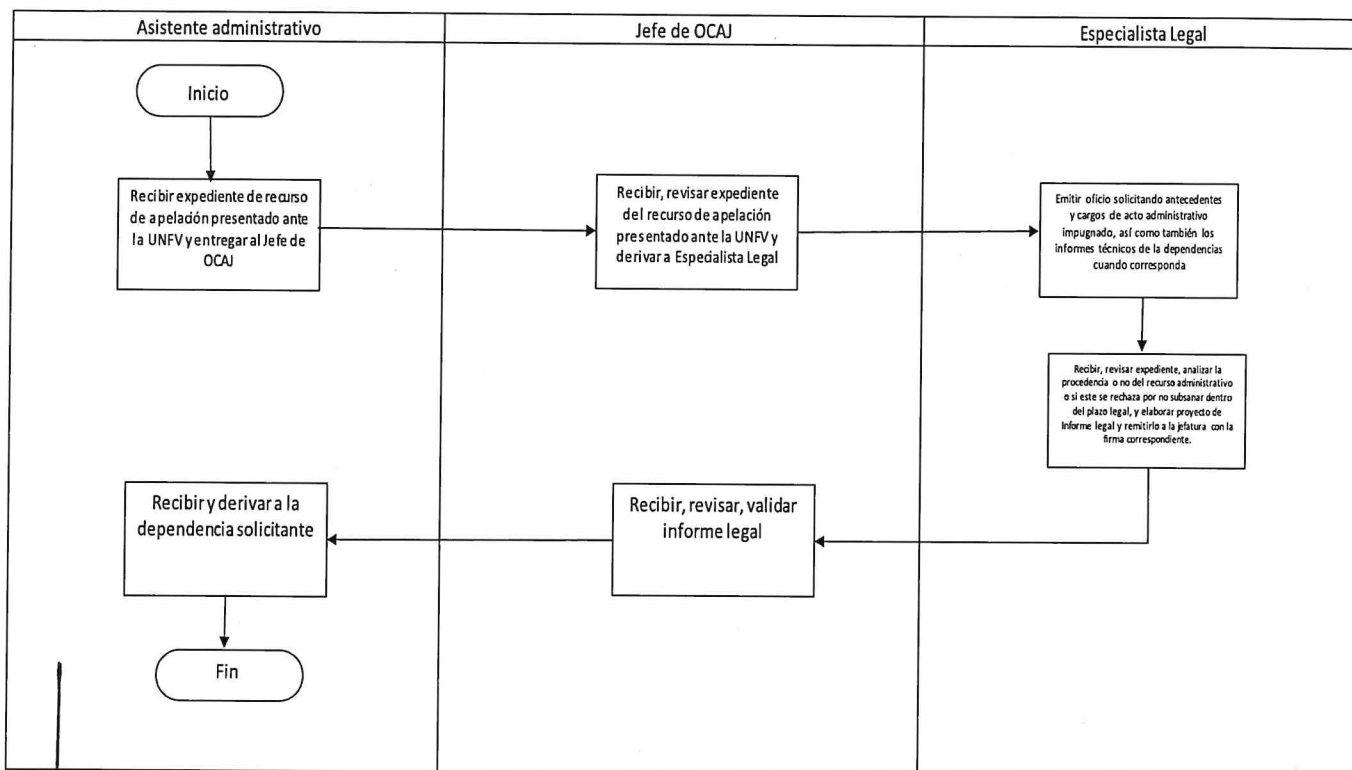 Asistente administrativo
Jefe de OCAJ
Especialista Legal
Inicio
Recibir expediente de recurso
de apelación presentado ante
la UNFV y entregar al Jefe de
OCAJ
Recibir, revisar expediente
del recurso de apelación
presentado ante la UNFV y
derivar a Especialista Legal
Emitir oficio solicitando antecedentes
y cargos de acto administrativo
impugnado, así como también los
informes técnicos de la dependencias
cuando corresponda
Recibir, revisar expediente, analizar la
procedencia o no del recurso administrativo
o si este se rechaza por no subsanar dentro
del plazo legal, y elaborar proyecto de
Informe legal y remitirlo a la jefatura con la
firma correspondiente.
Recibir, revisar, validar
informe legal
Recibir y derivar a la
dependencia solicitante
Fin